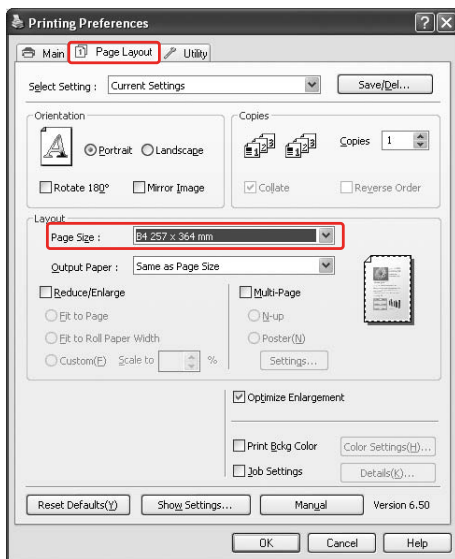 Printing Preferences
Main Page Layout Utility
Select Setting : Current Settings Save/Del...
Orientation Copies
Portrait Landscape Copies 1
Rotate 180° Mirror Image Collate Reverse Order
Layout
Page Size : B4 257 x 364 mm
Output Paper : Same as Page Size
Reduce/Enlarge Multi-Page
Fit to Page N-up
Fit to Roll Paper Width Poster(N)
Custom(F) Scale to % Settings...
Optimize Enlargement
Print Bckg Color Color Settings(H)...
Job Settings Details(K)...
Reset Defaults(Y) Show Settings... Manual Version 6.50
OK Cancel Help